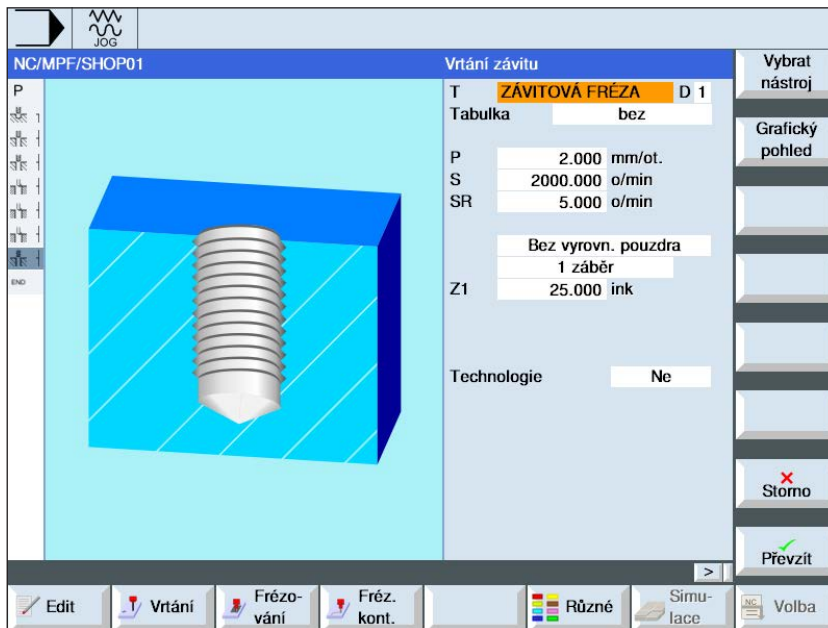 JOG
NC/MPF/SHOP01
Vrtání závitu
P
END
T ZÁVITOVÁ FRÉZA D 1
Tabulka bez
P 2.000 mm/ot.
S 2000.000 o/min
SR 5.000 o/min
Bez vyrovn. pouzdra
1 záběr
Z1 25.000 ink
Technologie Ne
Vybrat
nástroj
Grafický
pohled
Storno
Převzít
>
Edit
Vrtání
Frézo-
vání
Fréz.
kont.
Různé
Simu-
lace
NC
Volba